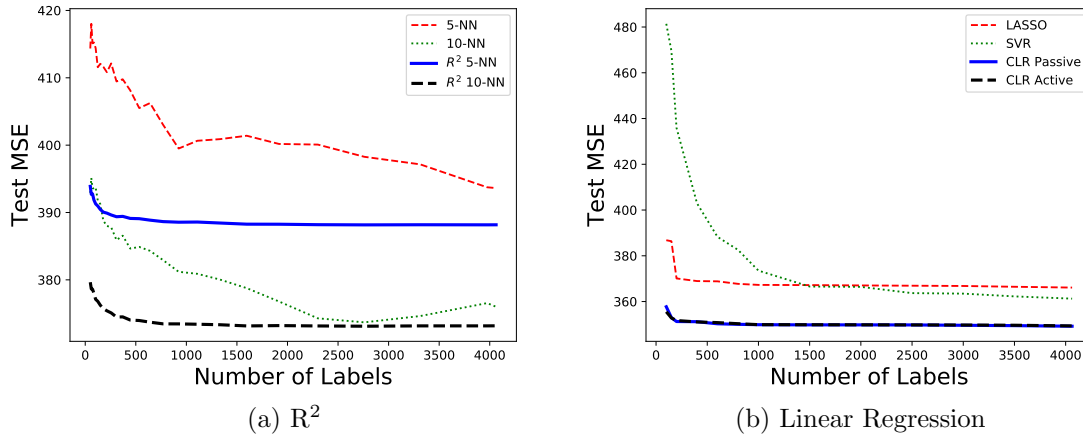 420
410
400
390
380
Test MSE
5-NN
10-NN
R² 5-NN
R² 10-NN
0 500 1000 1500 2000 2500 3000 3500 4000
Number of Labels
(a) R²
480
460
440
420
400
380
360
Test MSE
LASSO
SVR
CLR Passive
CLR Active
0 500 1000 1500 2000 2500 3000 3500 4000
Number of Labels
(b) Linear Regression